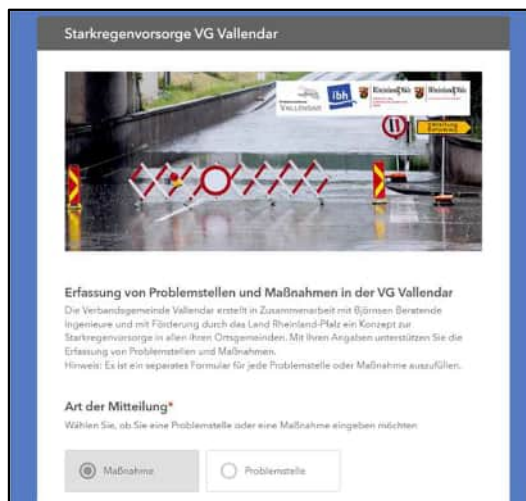 Starkregenvorsorge VG Vallendar
VALLENDAR
ibh
RheinlandPfalz
RheinlandPfalz
Erfassung von Problemstellen und Maßnahmen in der VG Vallendar
Die Verbandsgemeinde Vallendar erstellt in Zusammenarbeit mit Björnsen Beratende
Ingenieure und mit Förderung durch das Land Rheinland-Pfalz ein Konzept zur
Starkregenvorsorge in allen ihren Ortsgemeinden. Mit Ihren Angaben unterstützen Sie die
Erfassung von Problemstellen und Maßnahmen.
Hinweis: Es ist ein separates Formular für jede Problemstelle oder Maßnahme auszufüllen.
Art der Mitteilung*
Wählen Sie, ob Sie eine Problemstelle oder eine Maßnahme eingeben möchten
Maßnahme
Problemstelle